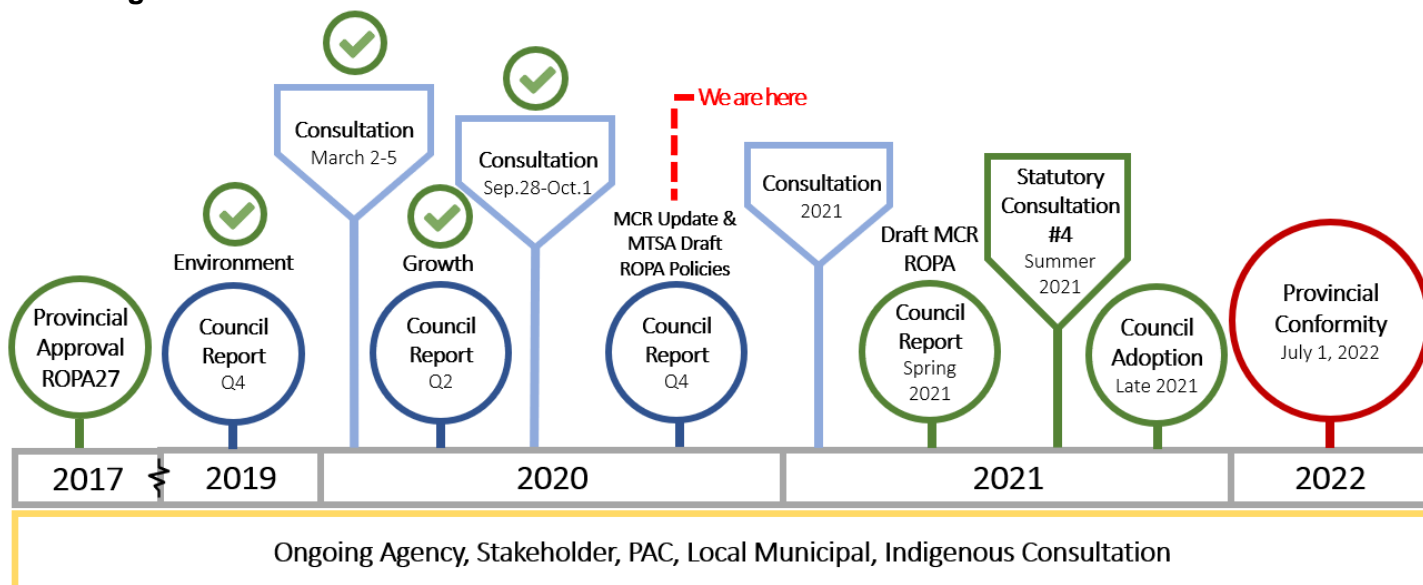 Consultation
March 2-5
Consultation
Sep.28-Oct.1
We are here
Consultation
2021
Statutory
Consultation
#4
Summer
2021
Environment
Growth
MCR Update &
MTSA Draft
ROPA Policies
Draft MCR
ROPA
Provincial
Approval
ROPA27
Council
Report
Q4
Council
Report
Q2
Council
Report
Q4
Council
Report
Spring
2021
Council
Adoption
Late 2021
Provincial
Conformity
July 1, 2022
2017
2019
2020
2021
2022
Ongoing Agency, Stakeholder, PAC, Local Municipal, Indigenous Consultation